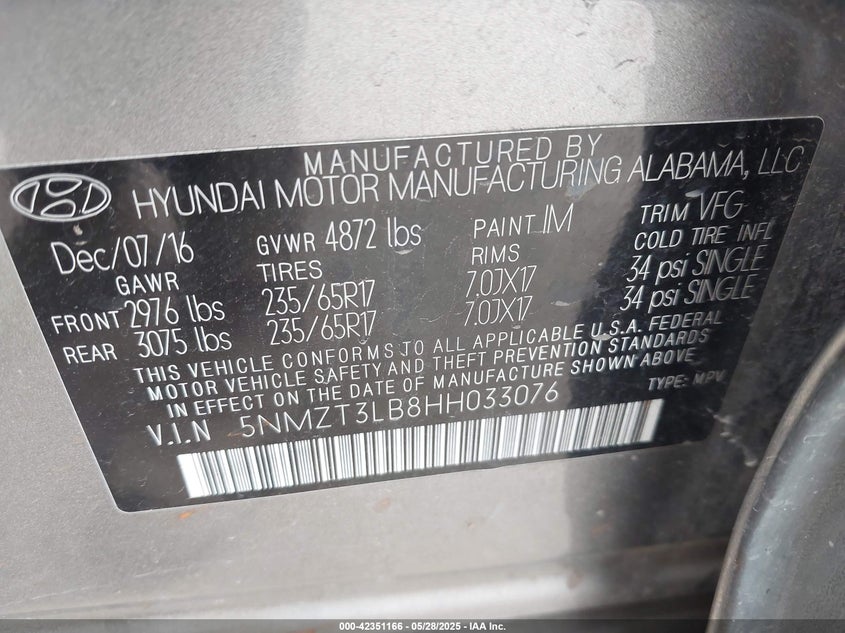 MANUFACTURED BY
HYUNDAI MOTOR MANUFACTURING ALABAMA, LLC
Dec/07/16 GVWR 4872 lbs PAINT IM TRIM VFG
GAWR TIRES RIMS COLD TIRE INFL
FRONT 2976 lbs 235/65R17 7.0JX17 34 psi SINGLE
REAR 3075 lbs 235/65R17 7.0JX17 34 psi SINGLE
THIS VEHICLE CONFORMS TO ALL APPLICABLE U.S.A. FEDERAL
MOTOR VEHICLE SAFETY AND THEFT PREVENTION STANDARDS
IN EFFECT ON THE DATE OF MANUFACTURE SHOWN ABOVE
V.I.N 5NMZT3LB8HH033076 TYPE: MPV
000-42351166 - 05/28/2025 - IAA Inc.